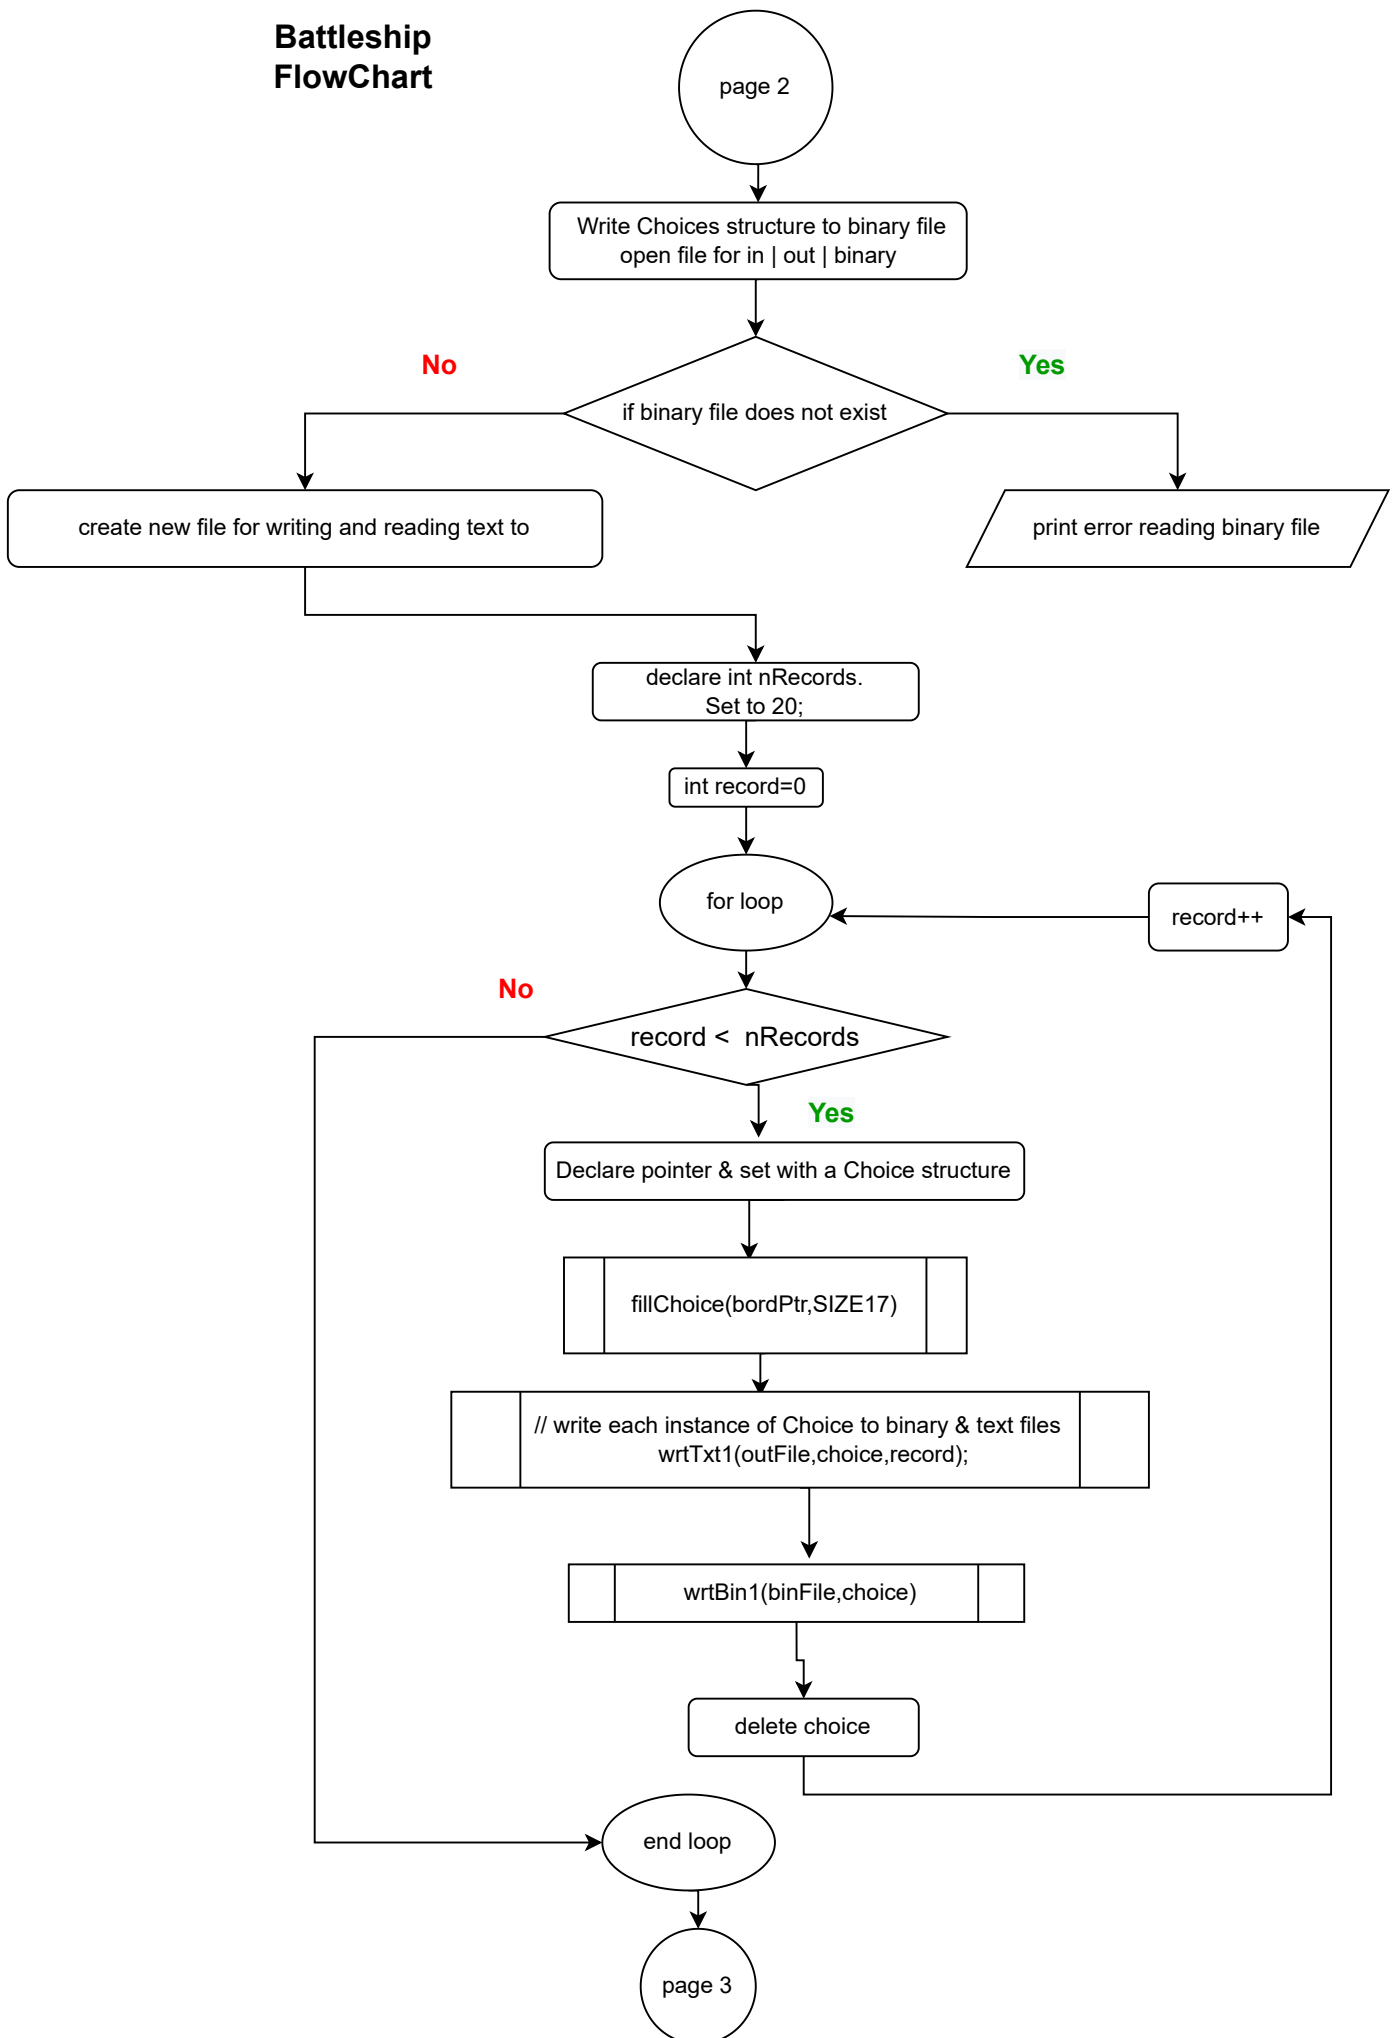 Battleship
FlowChart
page 2
Write Choices structure to binary file
open file for in | out | binary
No
Yes
if binary file does not exist
create new file for writing and reading text to
print error reading binary file
declare int nRecords.
Set to 20;
int record=0
for loop
record++
No
record <  nRecords
Yes
Declare pointer & set with a Choice structure
fillChoice(bordPtr,SIZE17)
// write each instance of Choice to binary & text files
wrtTxt1(outFile,choice,record);
wrtBin1(binFile,choice)
delete choice
end loop
page 3